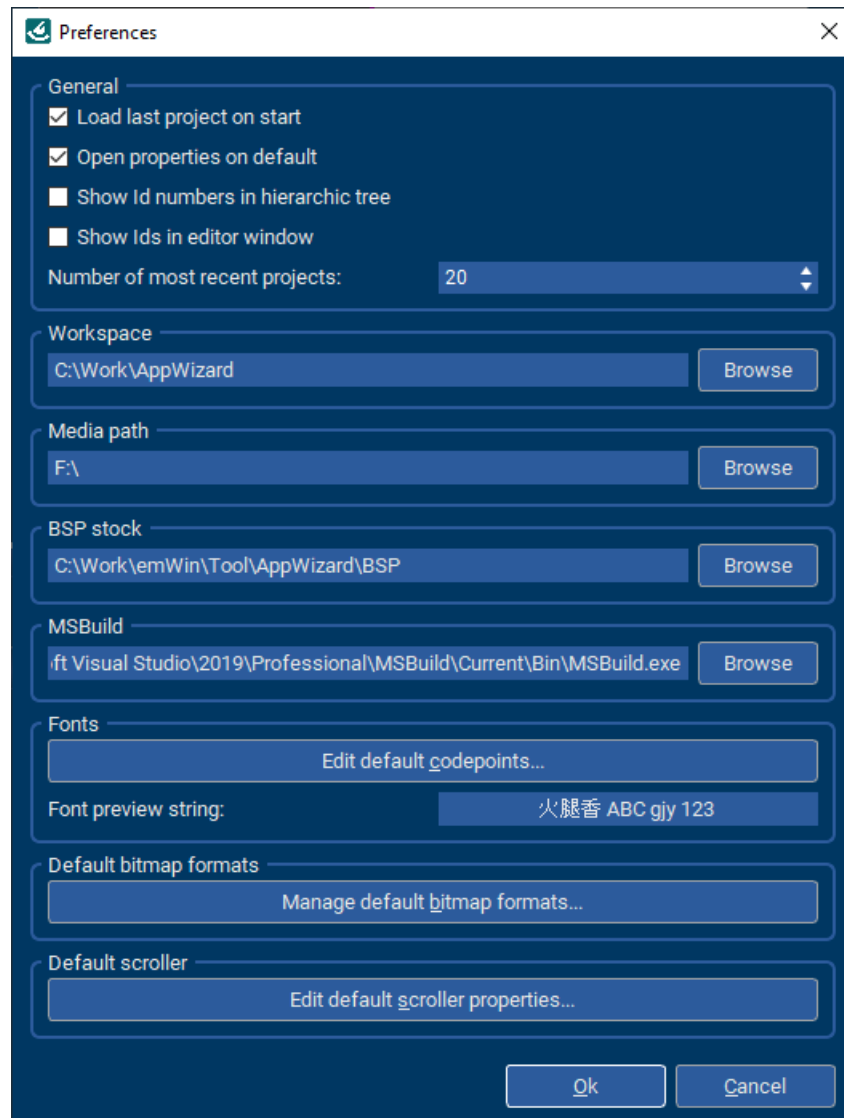 Preferences
General
Load last project on start
Open properties on default
Show Id numbers in hierarchic tree
Show Ids in editor window
Number of most recent projects: 20
Workspace
C:\Work\AppWizard Browse
Media path
F:\ Browse
BSP stock
C:\Work\emWin\Tool\AppWizard\BSP Browse
MSBuild
ft Visual Studio\2019\Professional\MSBuild\Current\Bin\MSBuild.exe Browse
Fonts
Edit default codepoints...
Font preview string: 火腿香 ABC gjy 123
Default bitmap formats
Manage default bitmap formats...
Default scroller
Edit default scroller properties...
Ok Cancel